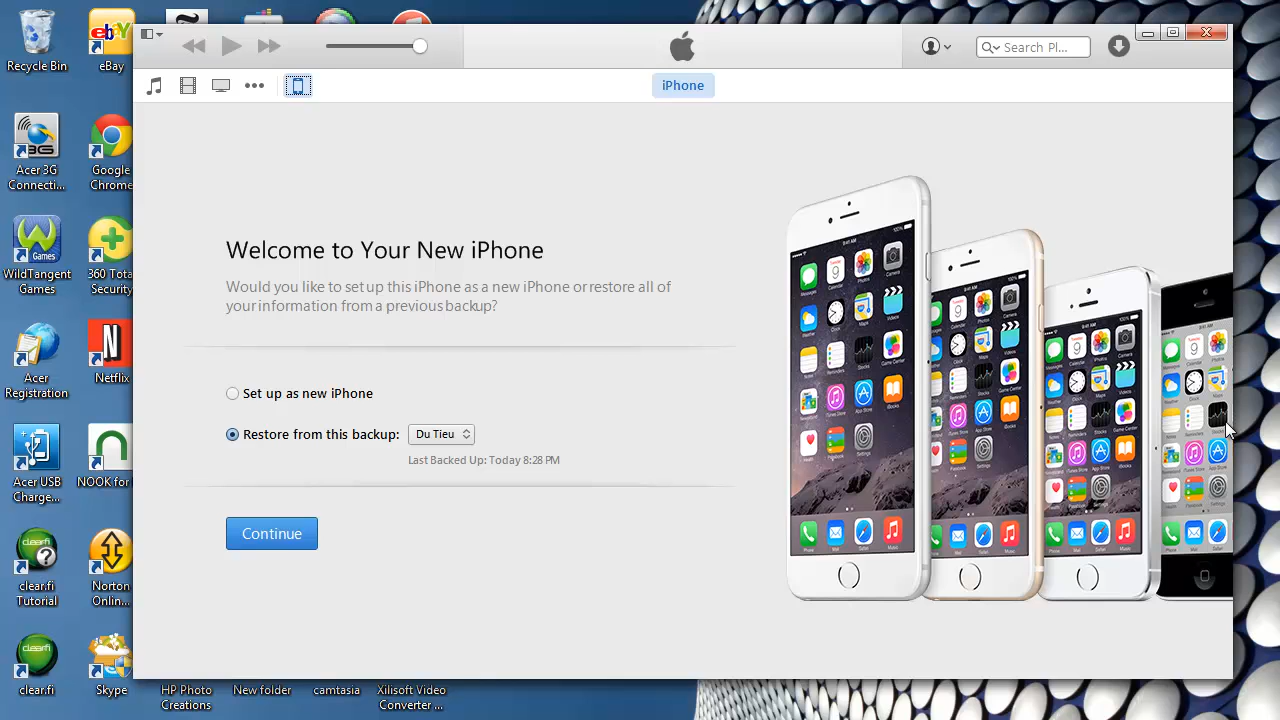 Recycle Bin
eBay
Acer 3G
Connecti...
Google
Chrome
WildTangent
Games
360 Tota
Security
Acer
Registration
Netflix
Acer USB
Charge...
NOOK for
clear.fi
Tutorial
Norton
Onlin...
clear.fi
Skype
HP Photo
Creations
New folder
camtasia
Xilisoft Video
Converter ...
Search Pl...
iPhone
Welcome to Your New iPhone
Would you like to set up this iPhone as a new iPhone or restore all of
your information from a previous backup?
Set up as new iPhone
Restore from this backup:
Du Tieu
Last Backed Up: Today 8:28 PM
Continue